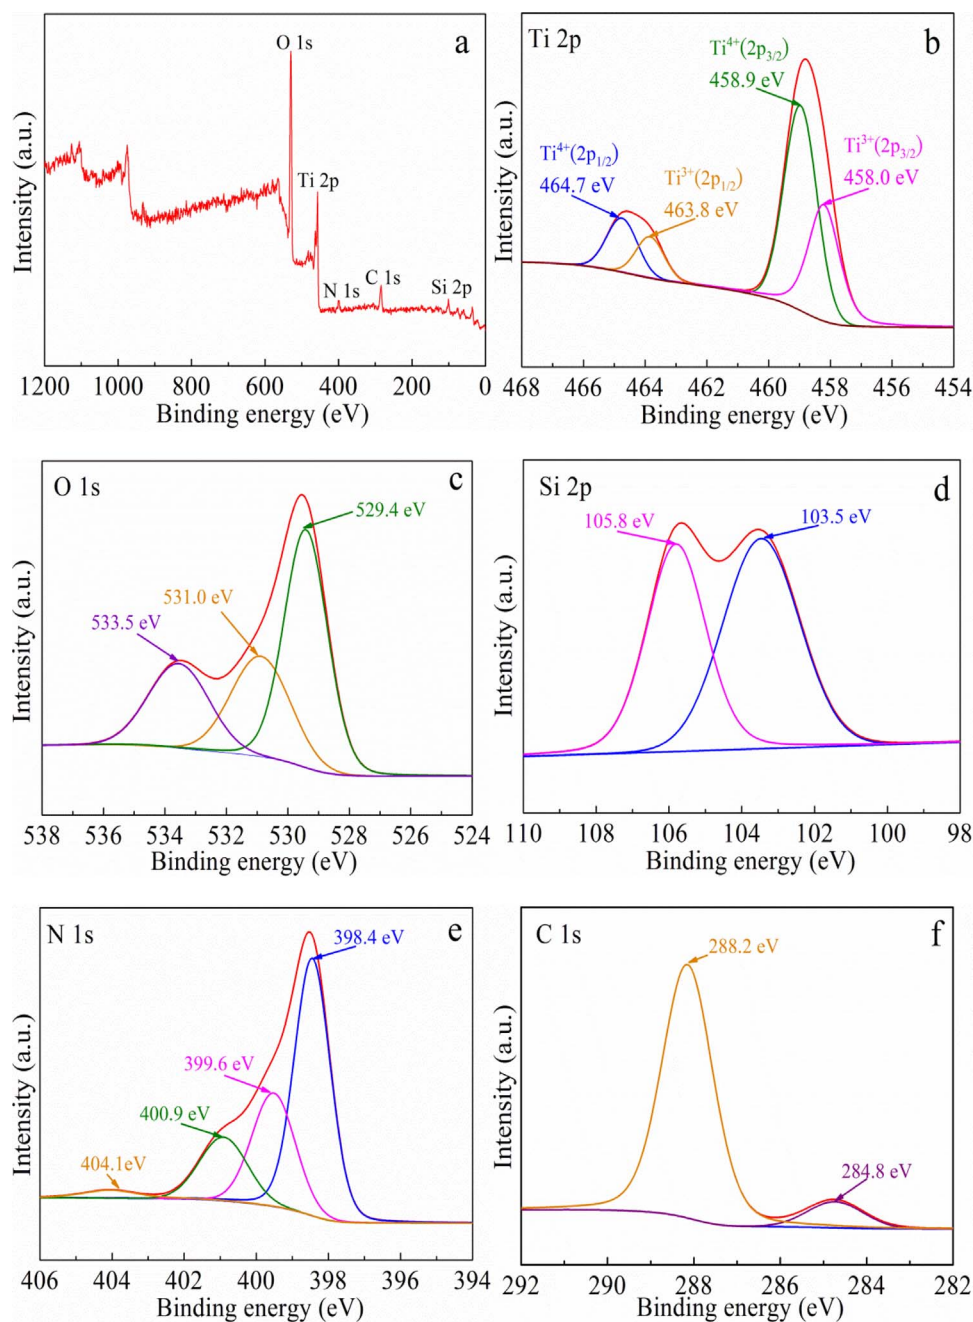 a
O 1s
Ti 2p
N 1s
C 1s
Si 2p
Intensity (a.u.)
1200 1000 800 600 400 200 0
Binding energy (eV)
Ti 2p
b
Ti⁴⁺(2p₃/₂)
458.9 eV
Ti⁴⁺(2p₁/₂)
464.7 eV
Ti³⁺(2p₁/₂)
463.8 eV
Ti³⁺(2p₃/₂)
458.0 eV
Intensity (a.u.)
468 466 464 462 460 458 456 454
Binding energy (eV)
O 1s
c
529.4 eV
531.0 eV
533.5 eV
Intensity (a.u.)
538 536 534 532 530 528 526 524
Binding energy (eV)
Si 2p
d
105.8 eV
103.5 eV
Intensity (a.u.)
110 108 106 104 102 100 98
Binding energy (eV)
N 1s
e
398.4 eV
399.6 eV
400.9 eV
404.1eV
Intensity (a.u.)
406 404 402 400 398 396 394
Binding energy (eV)
C 1s
f
288.2 eV
284.8 eV
Intensity (a.u.)
292 290 288 286 284 282
Binding energy (eV)